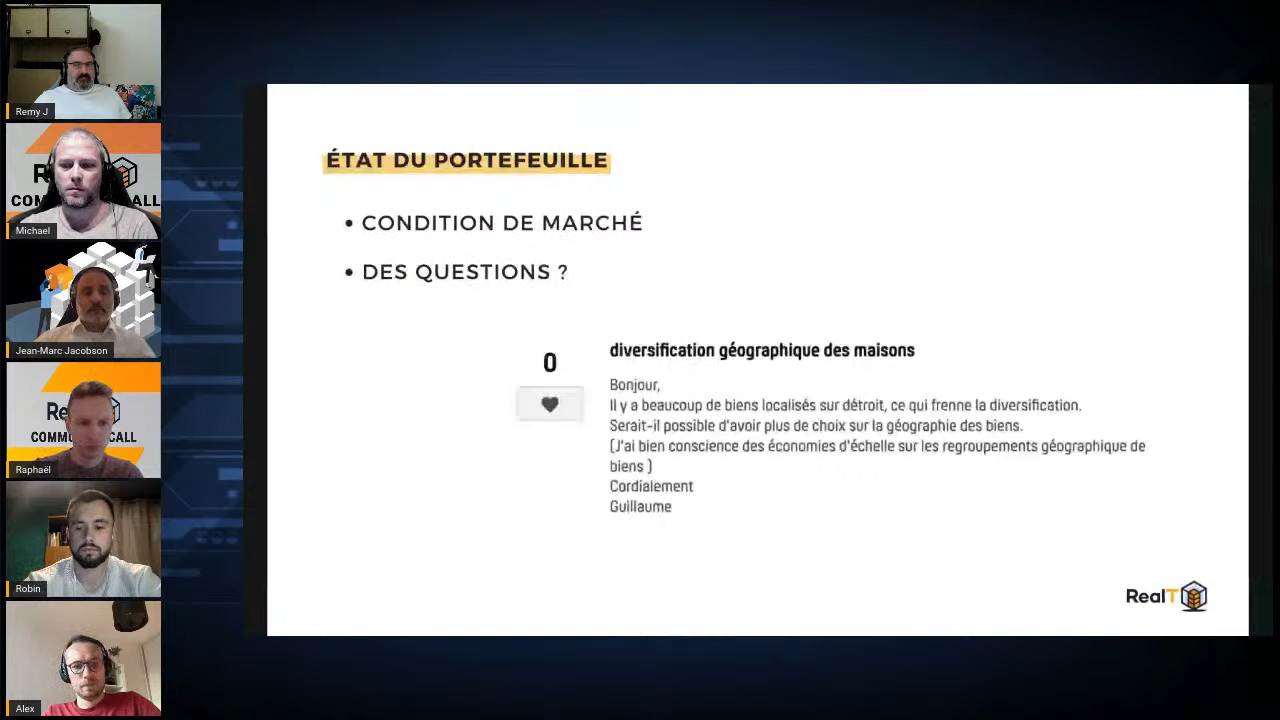 Remy J
Michael
Jean-Marc Jacobson
Raphaël
Robin
Alex
ÉTAT DU PORTEFEUILLE
• CONDITION DE MARCHÉ
• DES QUESTIONS ?
0
diversification géographique des maisons
Bonjour,
Il y a beaucoup de biens localisés sur détroit, ce qui frenne la diversification.
Serait-il possible d'avoir plus de choix sur la géographie des biens.
(J'ai bien conscience des économies d'échelle sur les regroupements géographique de
biens )
Cordialement
Guillaume
RealT